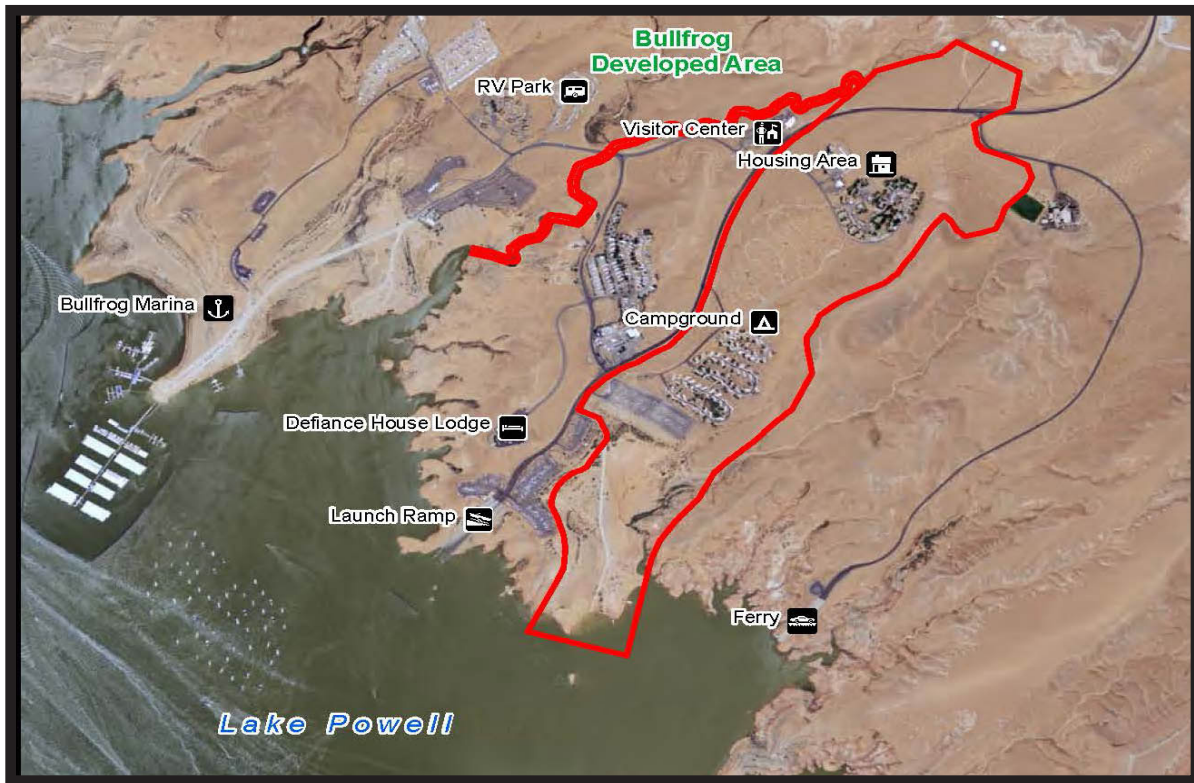 Bullfrog
Developed Area
RV Park
Visitor Center
Housing Area
Bullfrog Marina
Campground
Defiance House Lodge
Launch Ramp
Ferry
Lake Powell